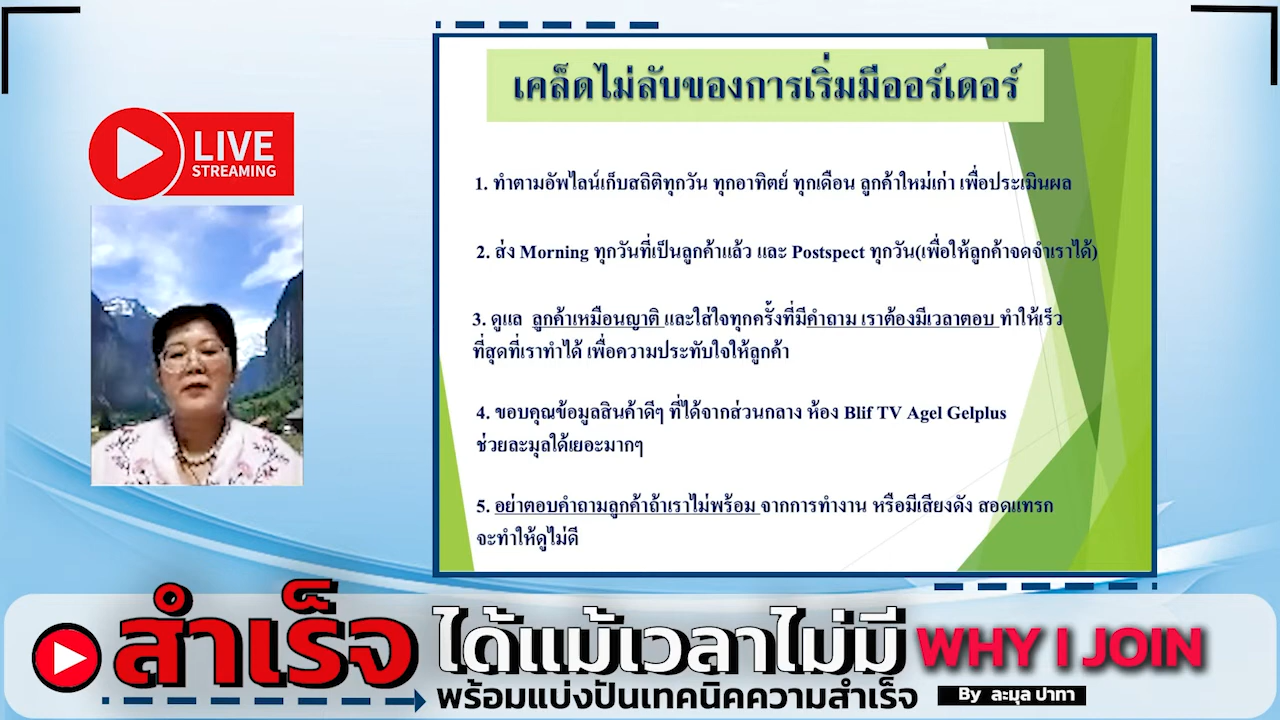 LIVE
STREAMING
เคล็ดไม่ลับของการเริ่มมีออร์เดอร์
1. ทำตามอัพไลน์เก็บสถิติทุกวัน ทุกอาทิตย์ ทุกเดือน ลูกค้าใหม่เก่า เพื่อประเมินผล
2. ส่ง Morning ทุกวันที่เป็นลูกค้าแล้ว และ Postspect ทุกวัน(เพื่อให้ลูกค้าจดจำเราได้)
3. ดูแล ลูกค้าเหมือนญาติ และใส่ใจทุกครั้งที่มีคำถาม เราต้องมีเวลาตอบ ทำให้เร็ว
ที่สุดที่เราทำได้ เพื่อความประทับใจให้ลูกค้า
4. ขอบคุณข้อมูลสินค้าดีๆ ที่ได้จากส่วนกลาง ห้อง Blif TV Agel Gelplus
ช่วยละมุลใด้เยอะมากๆ
5. อย่าตอบคำถามลูกค้าถ้าเราไม่พร้อม จากการทำงาน หรือมีเสียงดัง สอดแทรก
จะทำให้ดูไม่ดี
สำเร็จ ได้แม้เวลาไม่มี WHY I JOIN
พร้อมแบ่งปันเทคนิคความสำเร็จ By ละมุล ปาทา